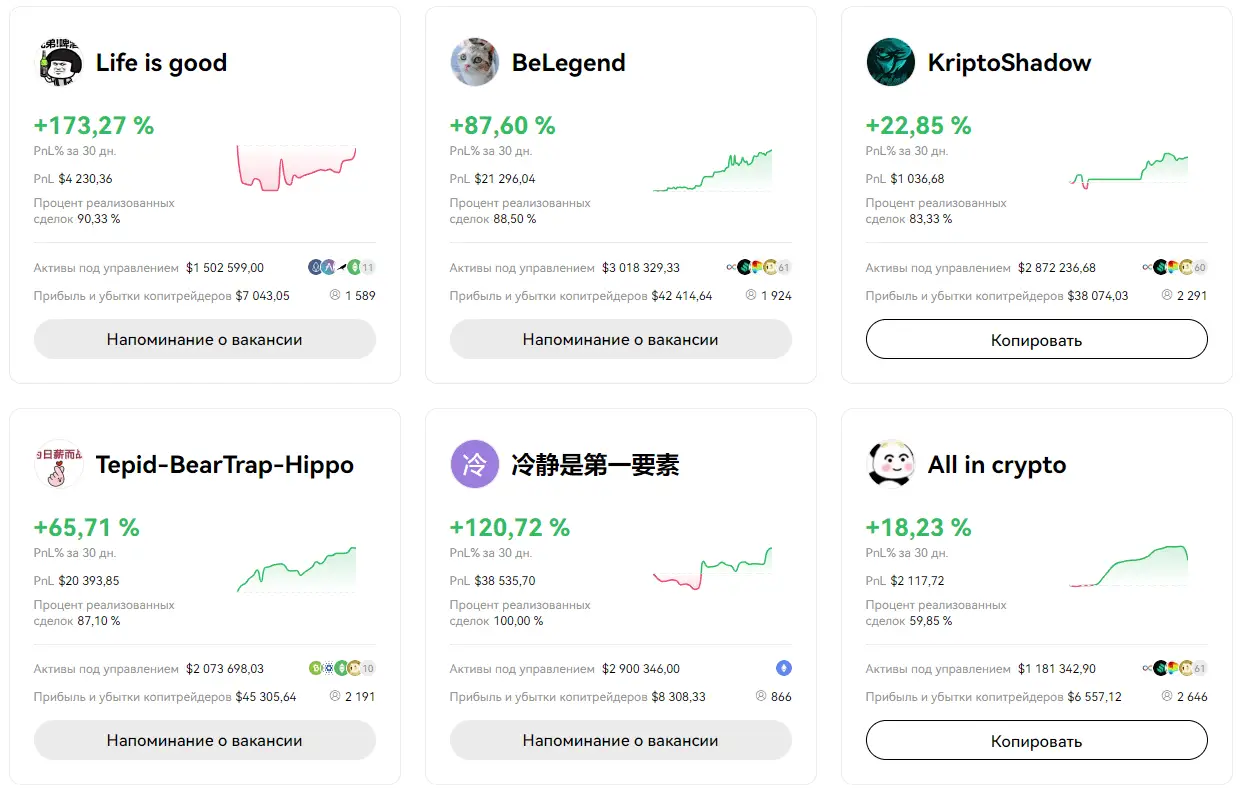 Life is good
+173,27 %
PnL% за 30 дн.
PnL $4 230,36
Процент реализованных
сделок 90,33 %
Активы под управлением $1 502 599,00 11
Прибыль и убытки копитрейдеров $7 043,05 1 589
Напоминание о вакансии
BeLegend
+87,60 %
PnL% за 30 дн.
PnL $21 296,04
Процент реализованных
сделок 88,50 %
Активы под управлением $3 018 329,33 61
Прибыль и убытки копитрейдеров $42 414,64 1 924
Напоминание о вакансии
KriptoShadow
+22,85 %
PnL% за 30 дн.
PnL $1 036,68
Процент реализованных
сделок 83,33 %
Активы под управлением $2 872 236,68 60
Прибыль и убытки копитрейдеров $38 074,03 2 291
Копировать
Tepid-BearTrap-Hippo
+65,71 %
PnL% за 30 дн.
PnL $20 393,85
Процент реализованных
сделок 87,10 %
Активы под управлением $2 073 698,03 10
Прибыль и убытки копитрейдеров $45 305,64 2 191
Напоминание о вакансии
冷 冷静是第一要素
+120,72 %
PnL% за 30 дн.
PnL $38 535,70
Процент реализованных
сделок 100,00 %
Активы под управлением $2 900 346,00
Прибыль и убытки копитрейдеров $8 308,33 866
Напоминание о вакансии
All in crypto
+18,23 %
PnL% за 30 дн.
PnL $2 117,72
Процент реализованных
сделок 59,85 %
Активы под управлением $1 181 342,90 61
Прибыль и убытки копитрейдеров $6 557,12 2 646
Копировать